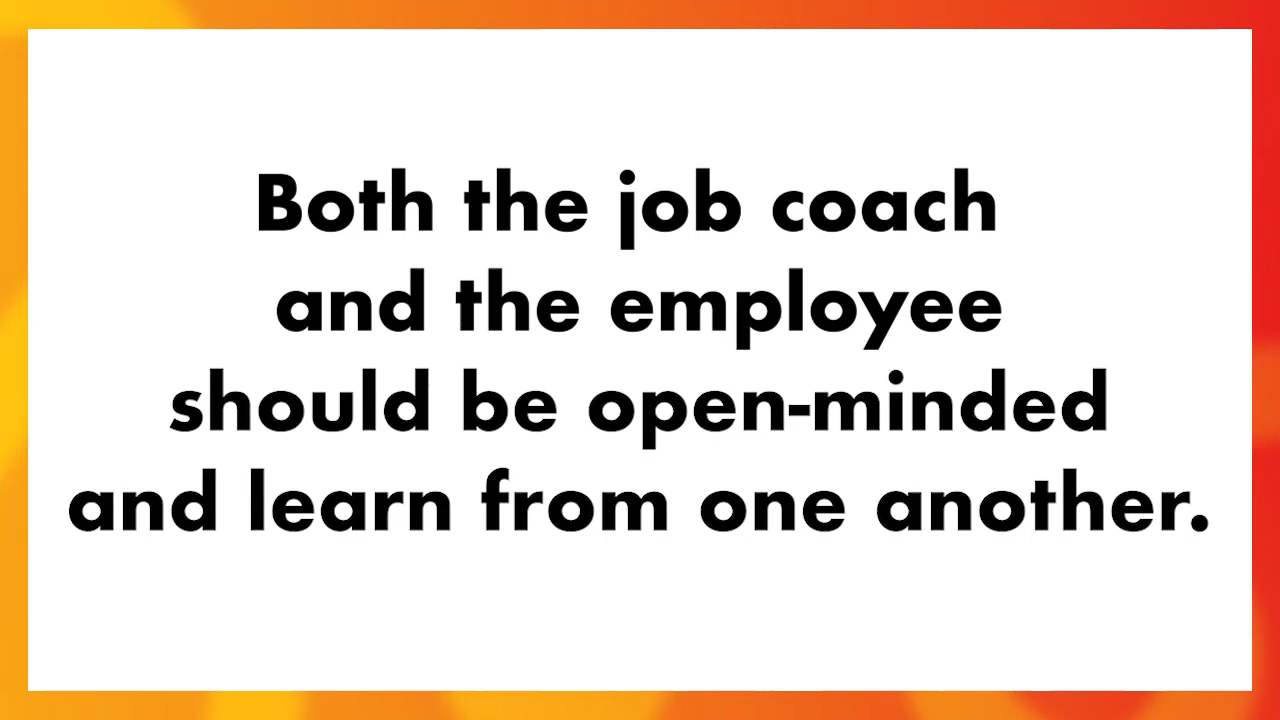 Both the job coach
and the employee
should be open-minded
and learn from one another.